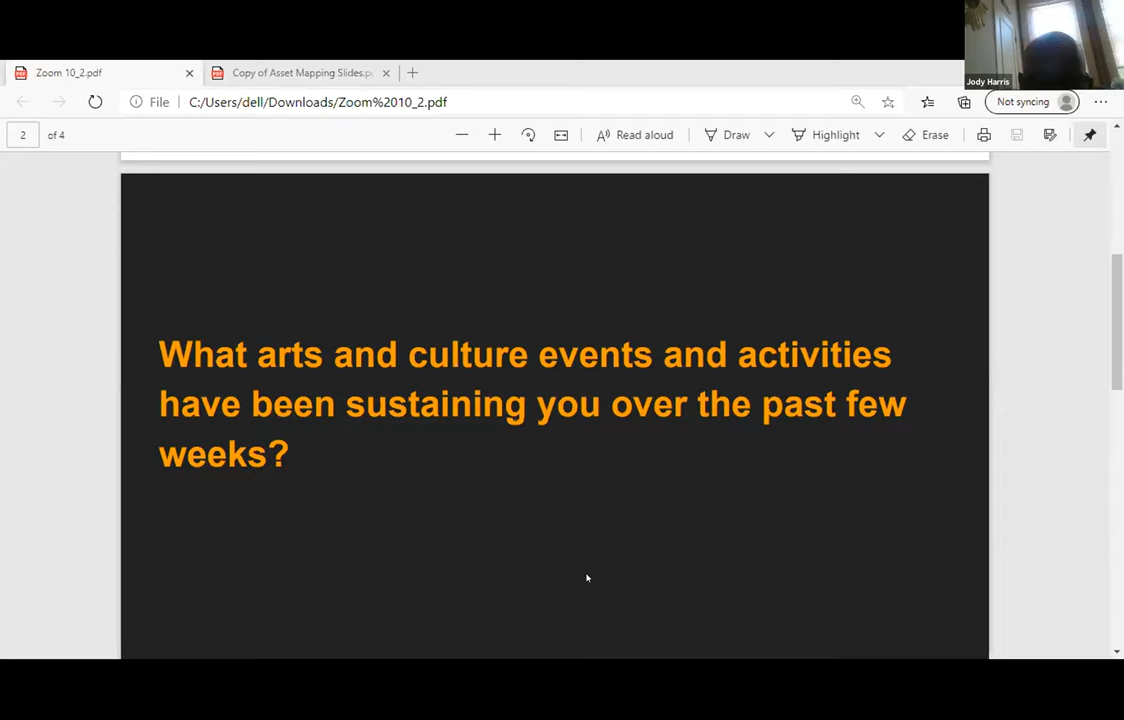 Jody Harris
Zoom 10_2.pdf
Copy of Asset Mapping Slides.p
File C:/Users/dell/Downloads/Zoom%2010_2.pdf
Not syncing
2 of 4
Read aloud
Draw
Highlight
Erase
What arts and culture events and activities
have been sustaining you over the past few
weeks?